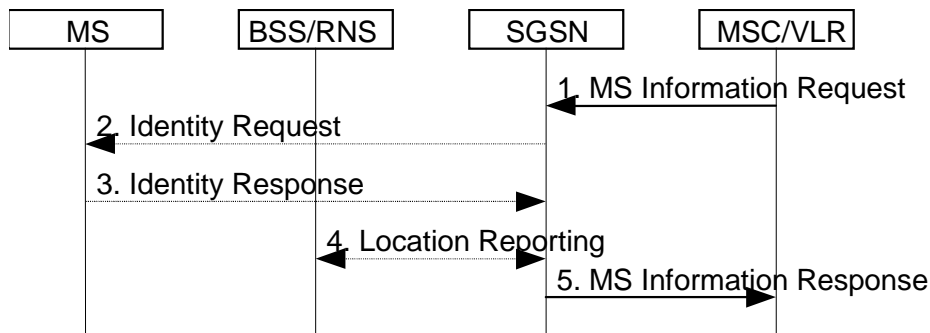 MS BSS/RNS SGSN MSC/VLR
1. MS Information Request
2. Identity Request
3. Identity Response
4. Location Reporting
5. MS Information Response